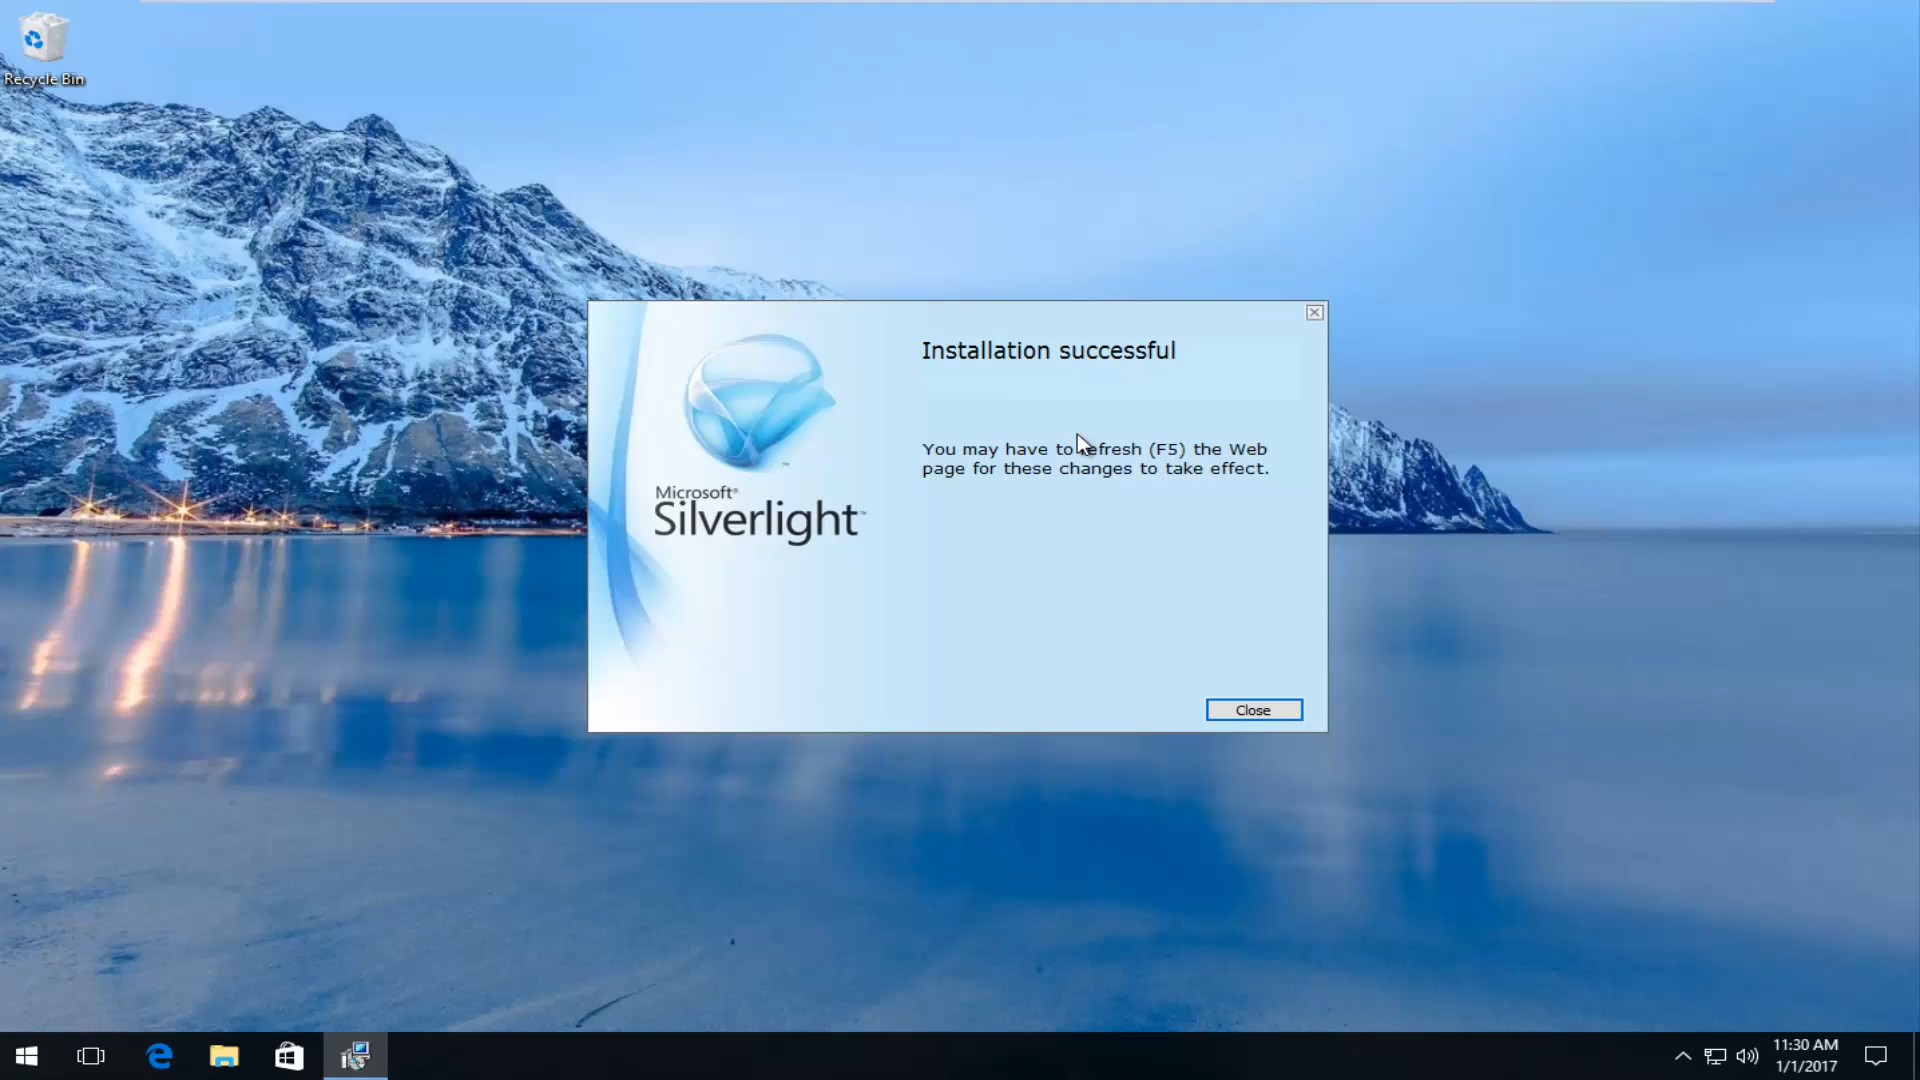 Recycle Bin
Installation successful
You may have to refresh (F5) the Web
page for these changes to take effect.
Microsoft®
Silverlight™
Close
11:30 AM
1/1/2017